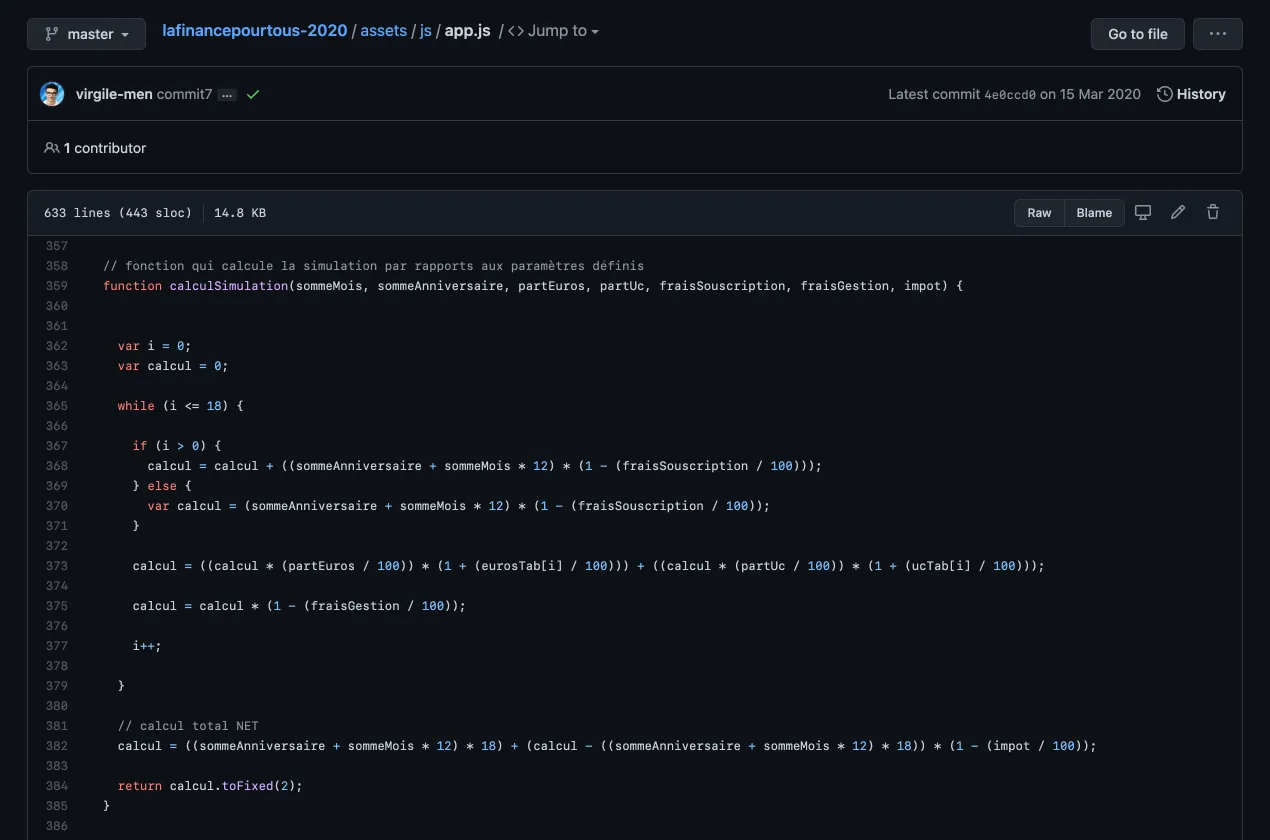 master
lafinancepourtous-2020 / assets / js / app.js / <> Jump to
Go to file
...
virgile-men commit7 ...
Latest commit 4e0ccd0 on 15 Mar 2020 History
1 contributor
633 lines (443 sloc) 14.8 KB
Raw Blame
357
358 // fonction qui calcule la simulation par rapports aux paramètres définis
359 function calculSimulation(sommeMois, sommeAnniversaire, partEuros, partUc, fraisSouscription, fraisGestion, impot) {
360
361
362 var i = 0;
363 var calcul = 0;
364
365 while (i <= 18) {
366
367 if (i > 0) {
368 calcul = calcul + ((sommeAnniversaire + sommeMois * 12) * (1 - (fraisSouscription / 100)));
369 } else {
370 var calcul = (sommeAnniversaire + sommeMois * 12) * (1 - (fraisSouscription / 100));
371 }
372
373 calcul = ((calcul * (partEuros / 100)) * (1 + (eurosTab[i] / 100))) + ((calcul * (partUc / 100)) * (1 + (ucTab[i] / 100)));
374
375 calcul = calcul * (1 - (fraisGestion / 100));
376
377 i++;
378
379 }
380
381 // calcul total NET
382 calcul = ((sommeAnniversaire + sommeMois * 12) * 18) + (calcul - ((sommeAnniversaire + sommeMois * 12) * 18)) * (1 - (impot / 100));
383
384 return calcul.toFixed(2);
385 }
386